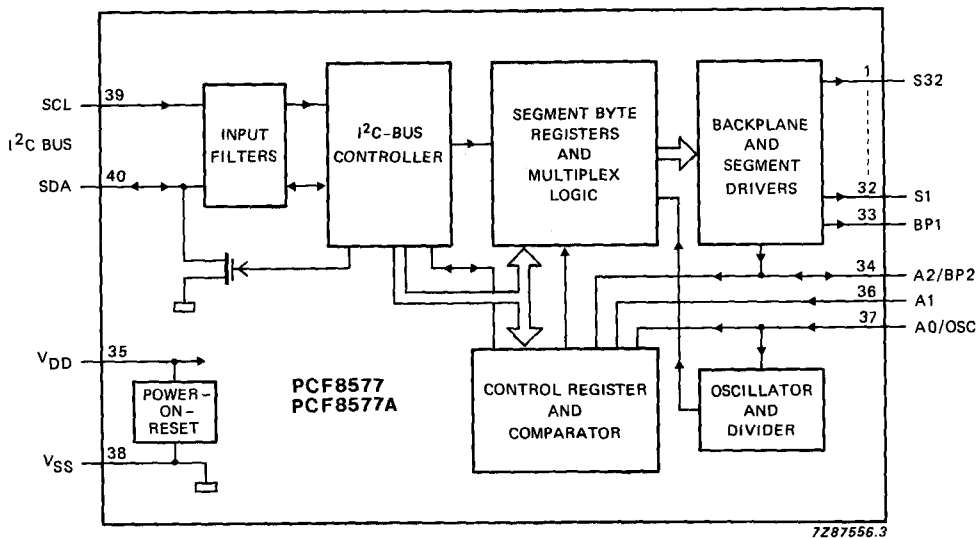 SCL
39
I²C BUS
SDA
40
INPUT
FILTERS
I²C-BUS
CONTROLLER
SEGMENT BYTE
REGISTERS
AND
MULTIPLEX
LOGIC
BACKPLANE
AND
SEGMENT
DRIVERS
1
S32
32
S1
33
BP1
34
A2/BP2
36
A1
37
A0/OSC
VDD
35
POWER-
ON-
RESET
VSS
38
PCF8577
PCF8577A
CONTROL REGISTER
AND
COMPARATOR
OSCILLATOR
AND
DIVIDER
7Z87556.3